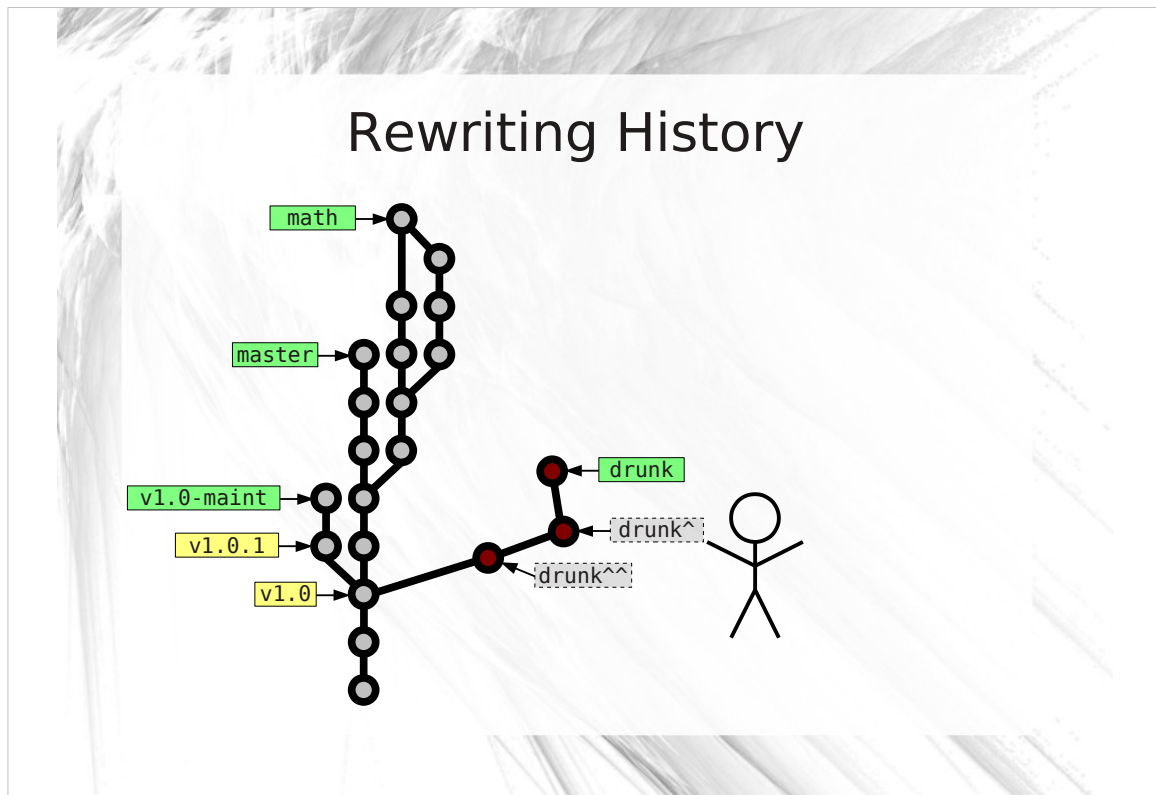 Rewriting History
math
master
drunk
v1.0-maint
drunk^
v1.0.1
drunk^^
v1.0